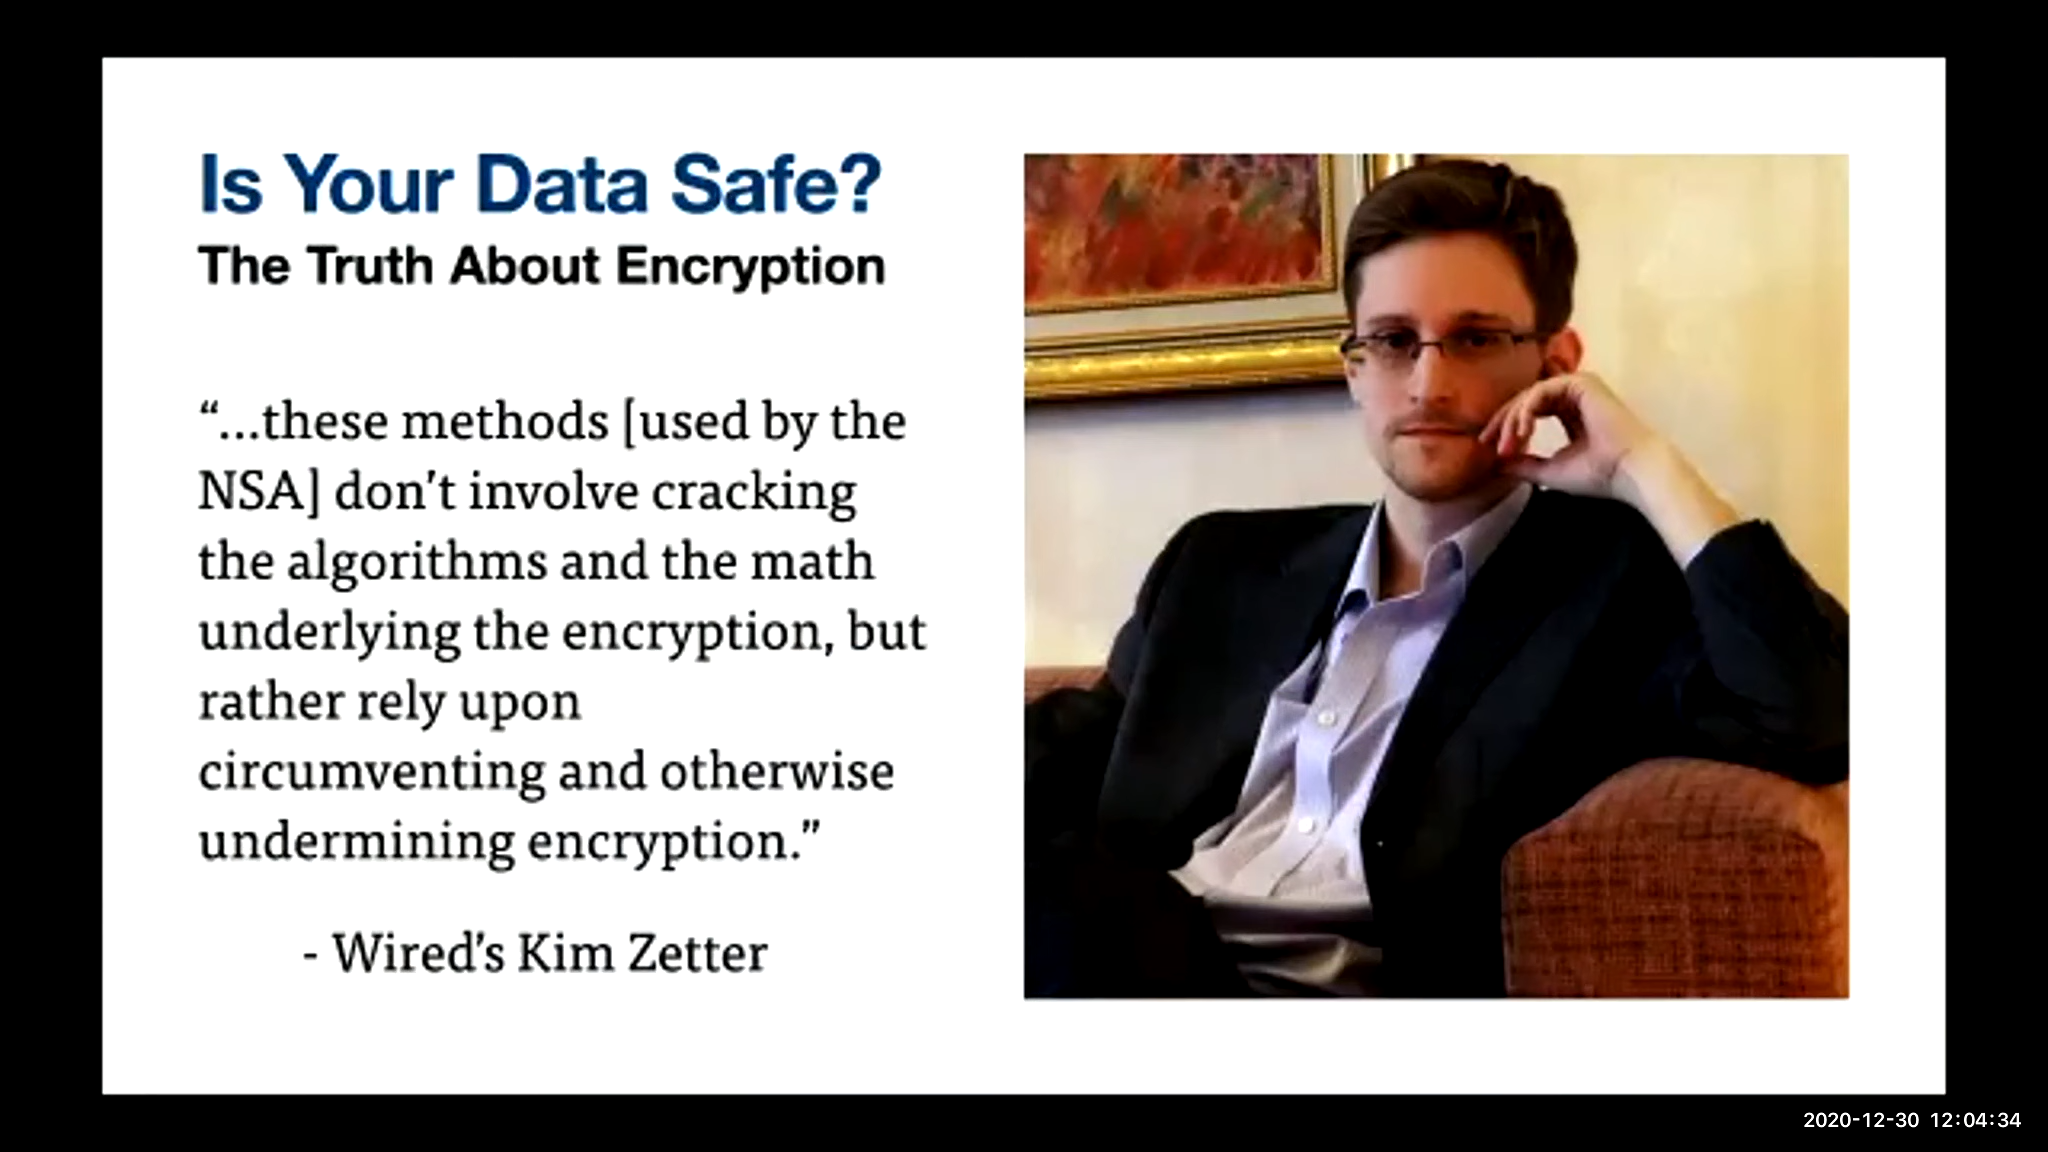 Is Your Data Safe?
The Truth About Encryption
“…these methods [used by the
NSA] don’t involve cracking
the algorithms and the math
underlying the encryption, but
rather rely upon
circumventing and otherwise
undermining encryption.”
- Wired’s Kim Zetter
2020-12-30 12:04:34